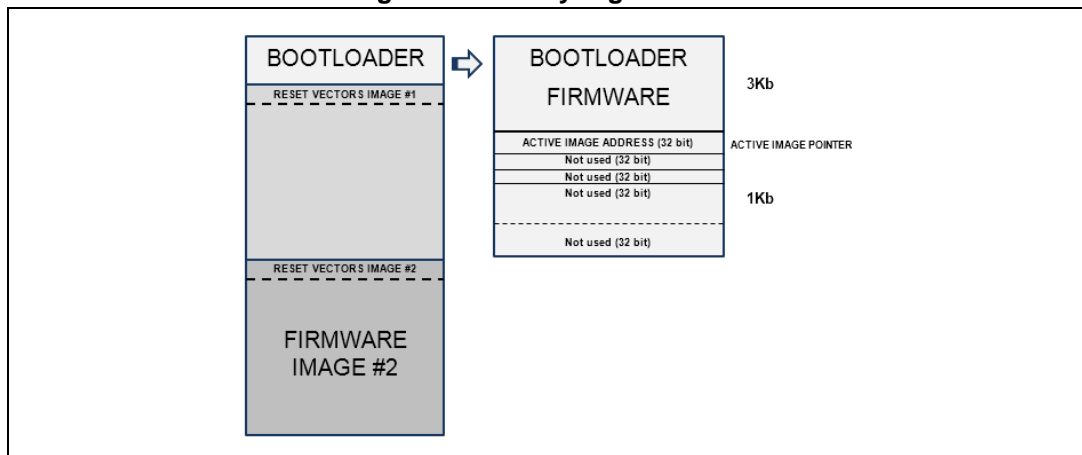 BOOTLOADER
RESET VECTORS IMAGE #1
RESET VECTORS IMAGE #2
FIRMWARE
IMAGE #2
BOOTLOADER
FIRMWARE
3Kb
ACTIVE IMAGE ADDRESS (32 bit)
ACTIVE IMAGE POINTER
Not used (32 bit)
Not used (32 bit)
Not used (32 bit)
1Kb
Not used (32 bit)